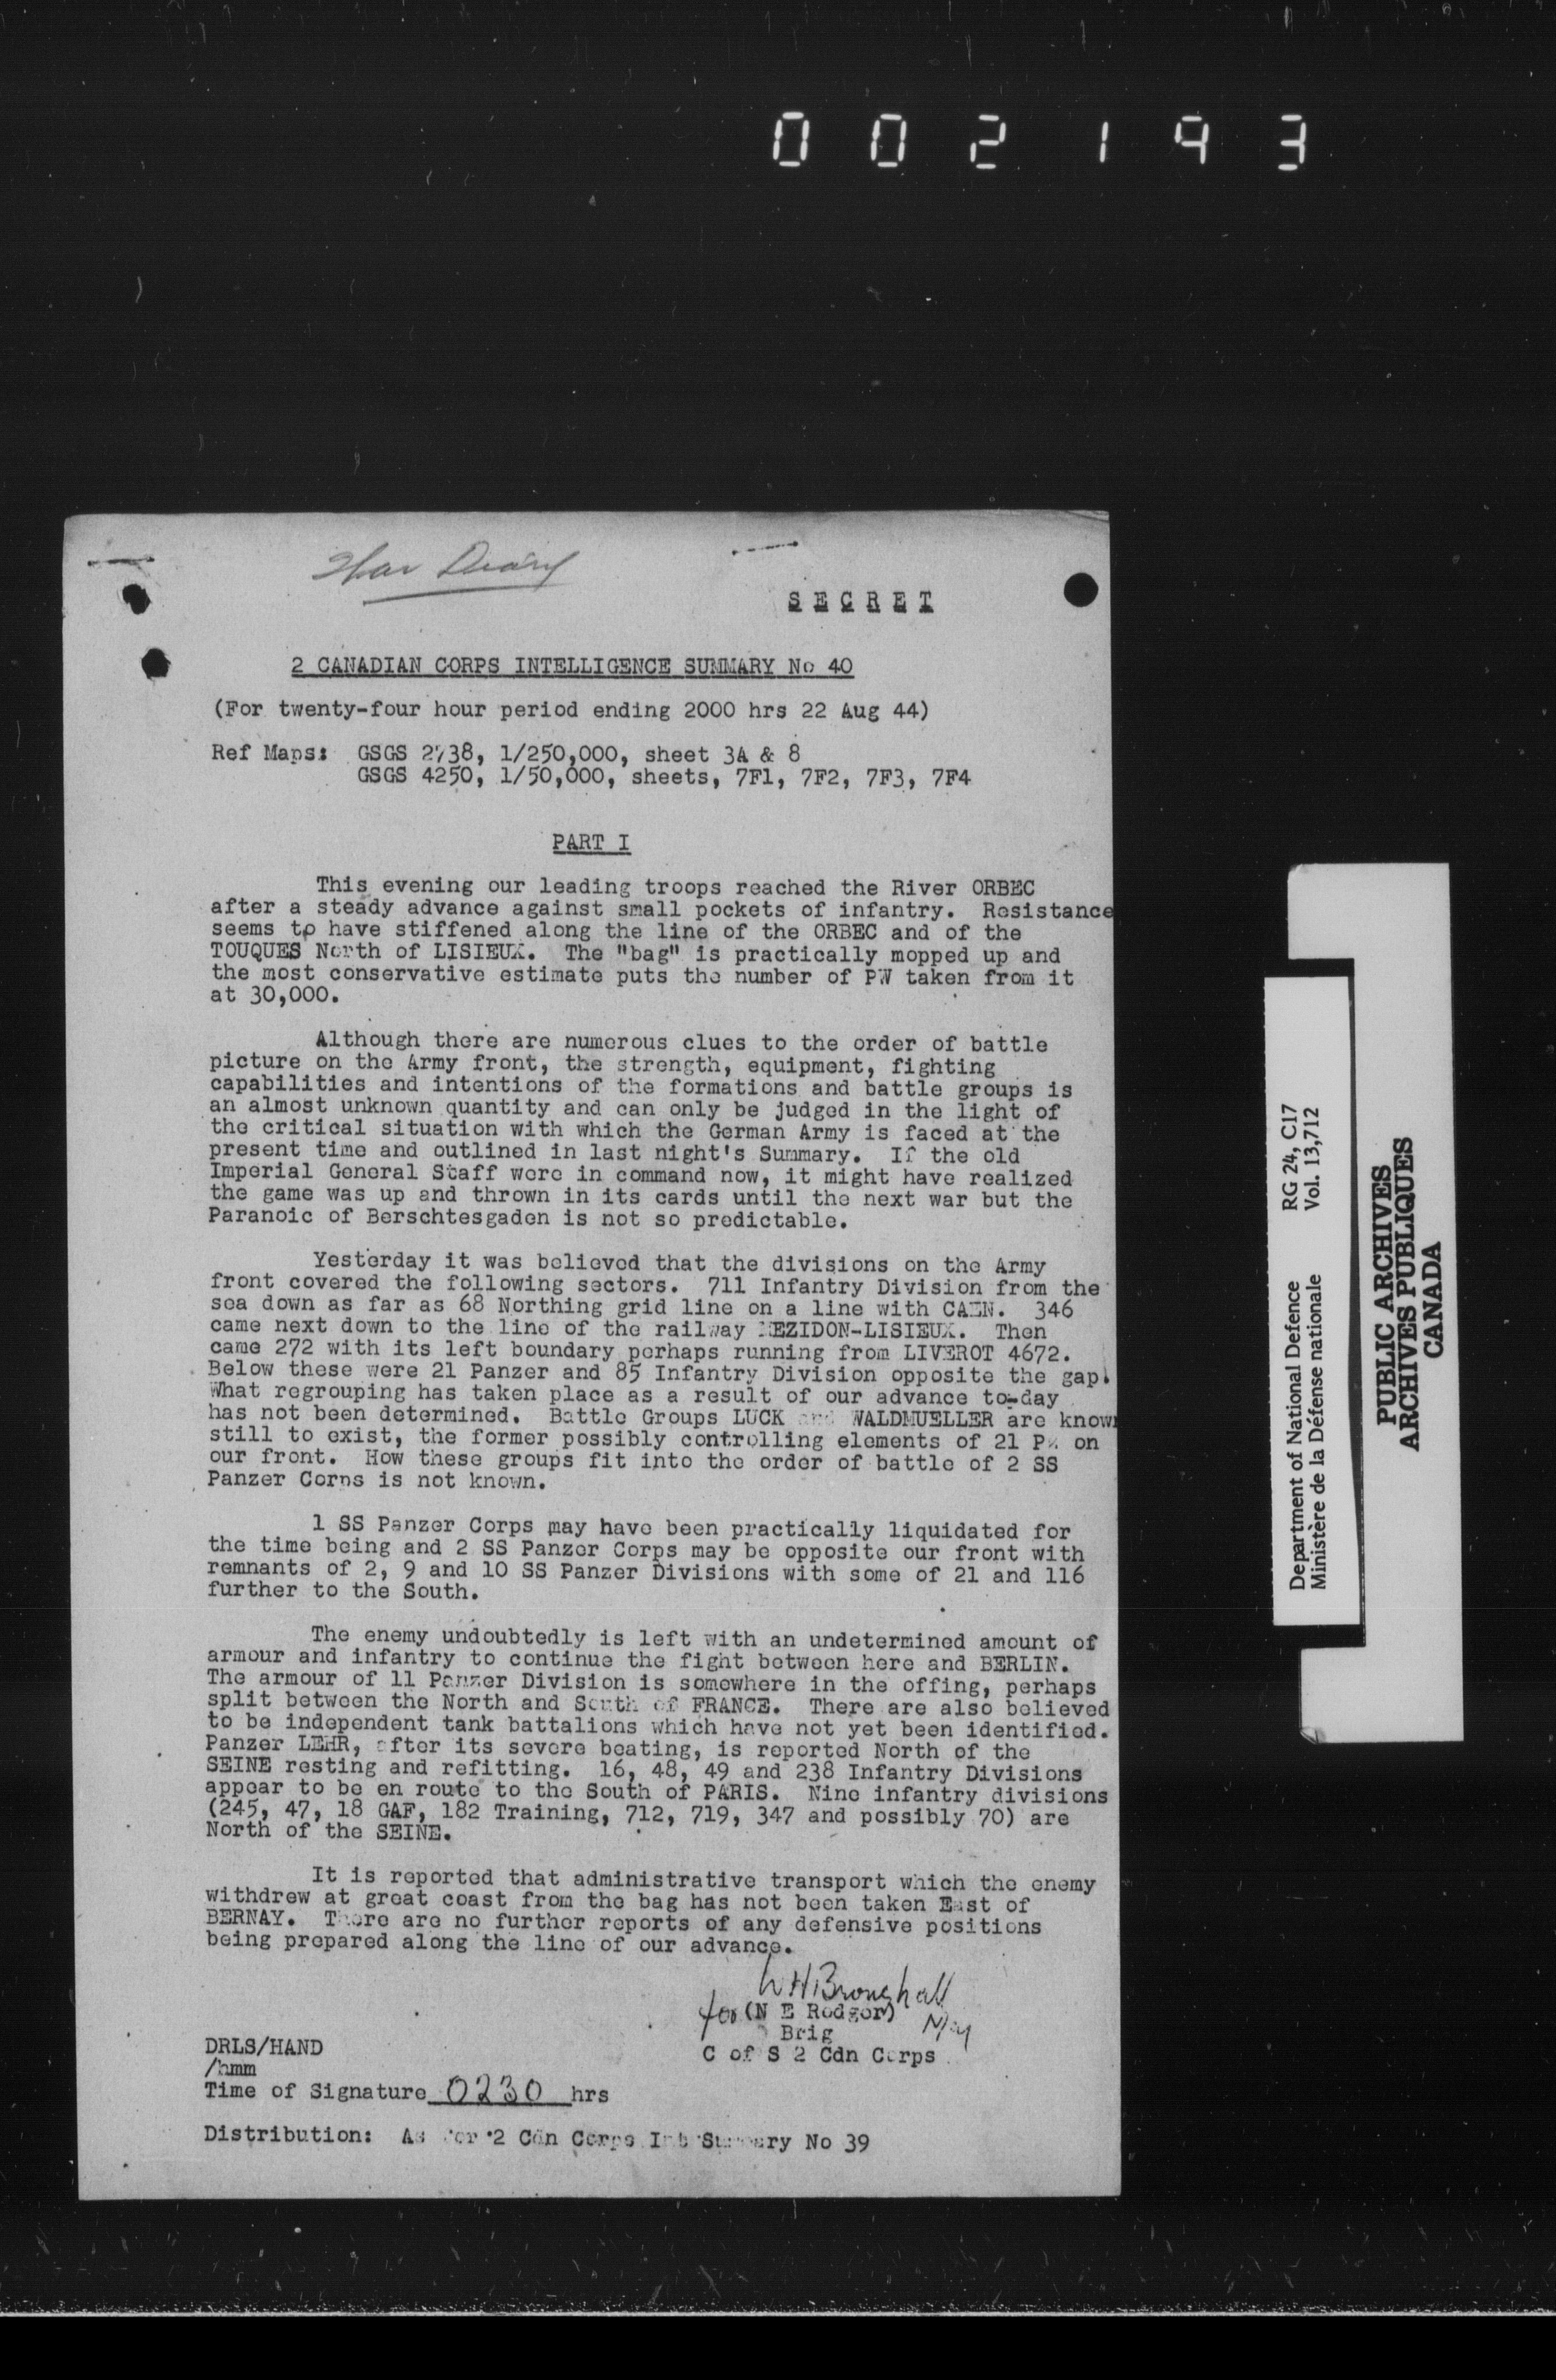 002193
War Diary
SECRET
2 CANADIAN CORPS INTELLIGENCE SUMMARY No 40
(For twenty-four hour period ending 2000 hrs 22 Aug 44)
Ref Maps: GSGS 2738, 1/250,000, sheet 3A & 8
GSGS 4250, 1/50,000, sheets, 7F1, 7F2, 7F3, 7F4
PART I
This evening our leading troops reached the River ORBEC
after a steady advance against small pockets of infantry. Resistance
seems to have stiffened along the line of the ORBEC and of the
TOUQUES North of LISIEUX. The "bag" is practically mopped up and
the most conservative estimate puts the number of PW taken from it
at 30,000.
Although there are numerous clues to the order of battle
picture on the Army front, the strength, equipment, fighting
capabilities and intentions of the formations and battle groups is
an almost unknown quantity and can only be judged in the light of
the critical situation with which the German Army is faced at the
present time and outlined in last night's Summary. If the old
Imperial General Staff were in command now, it might have realized
the game was up and thrown in its cards until the next war but the
Paranoic of Berschtesgaden is not so predictable.
Yesterday it was believed that the divisions on the Army
front covered the following sectors. 711 Infantry Division from the
sea down as far as 68 Northing grid line on a line with CAEN. 346
came next down to the line of the railway MEZIDON-LISIEUX. Then
came 272 with its left boundary perhaps running from LIVEROT 4672.
Below these were 21 Panzer and 85 Infantry Division opposite the gap.
What regrouping has taken place as a result of our advance to-day
has not been determined. Battle Groups LUCK and WALDMUELLER are known
still to exist, the former possibly controlling elements of 21 Pz on
our front. How these groups fit into the order of battle of 2 SS
Panzer Corps is not known.
1 SS Panzer Corps may have been practically liquidated for
the time being and 2 SS Panzer Corps may be opposite our front with
remnants of 2, 9 and 10 SS Panzer Divisions with some of 21 and 116
further to the South.
The enemy undoubtedly is left with an undetermined amount of
armour and infantry to continue the fight between here and BERLIN.
The armour of 11 Panzer Division is somewhere in the offing, perhaps
split between the North and South of FRANCE. There are also believed
to be independent tank battalions which have not yet been identified.
Panzer LEHR, after its severe beating, is reported North of the
SEINE resting and refitting. 16, 48, 49 and 238 Infantry Divisions
appear to be en route to the South of PARIS. Nine infantry divisions
(245, 47, 18 GAF, 182 Training, 712, 719, 347 and possibly 70) are
North of the SEINE.
It is reported that administrative transport which the enemy
withdrew at great coast from the bag has not been taken East of
BERNAY. There are no further reports of any defensive positions
being prepared along the line of our advance.
for (N E Rodger)
Brig
C of S 2 Cdn Corps
DRLS/HAND
/hmm
Time of Signature 0230 hrs
Distribution: As per 2 Cdn Corps Int Summary No 39
Department of National Defence RG 24, C17
Ministère de la Défense nationale Vol. 13,712
PUBLIC ARCHIVES
ARCHIVES PUBLIQUES
CANADA